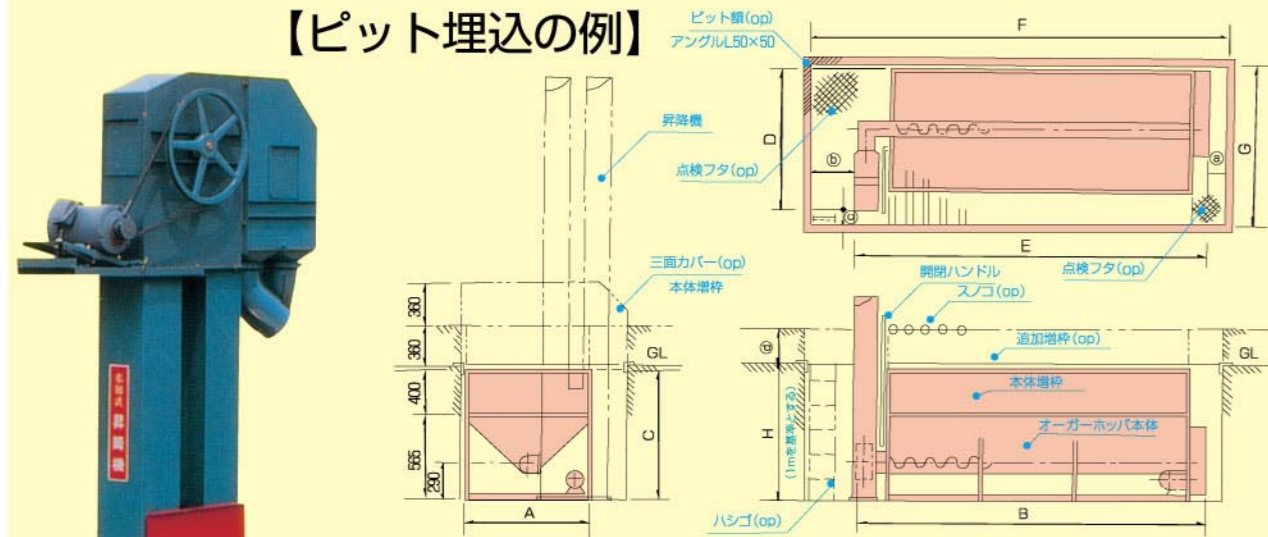 【ピット埋込の例】
ピット額(op)
アングルL50×50
F
昇降機
D
点検フタ(op)
ⓑ
ⓐ
G
ⓓ
E
点検フタ(op)
三面カバー(op)
本体増枠
開閉ハンドル
スノコ(op)
360
360
GL
400
565
290
C
A
ⓓ
追加増枠(op)
GL
本体増枠
オーガーホッパ本体
H
(1mを基準とする)
ハシゴ(op)
B
昇降機